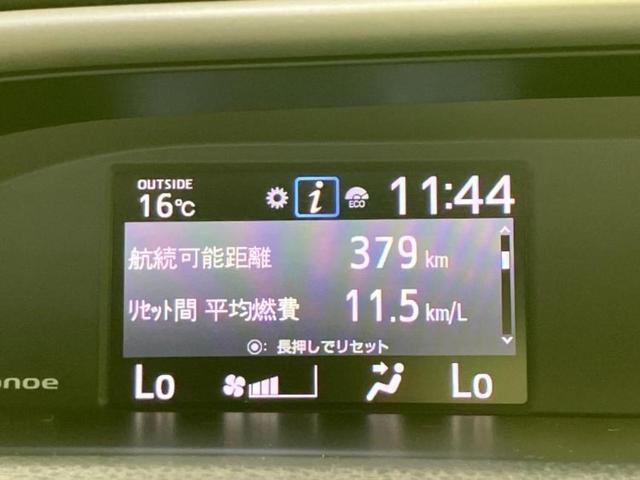 OUTSIDE
16℃
i
ECO
11:44
航続可能距離 379 km
リセット間 平均燃費 11.5 km/L
◉: 長押しでリセット
Lo
Lo
noe